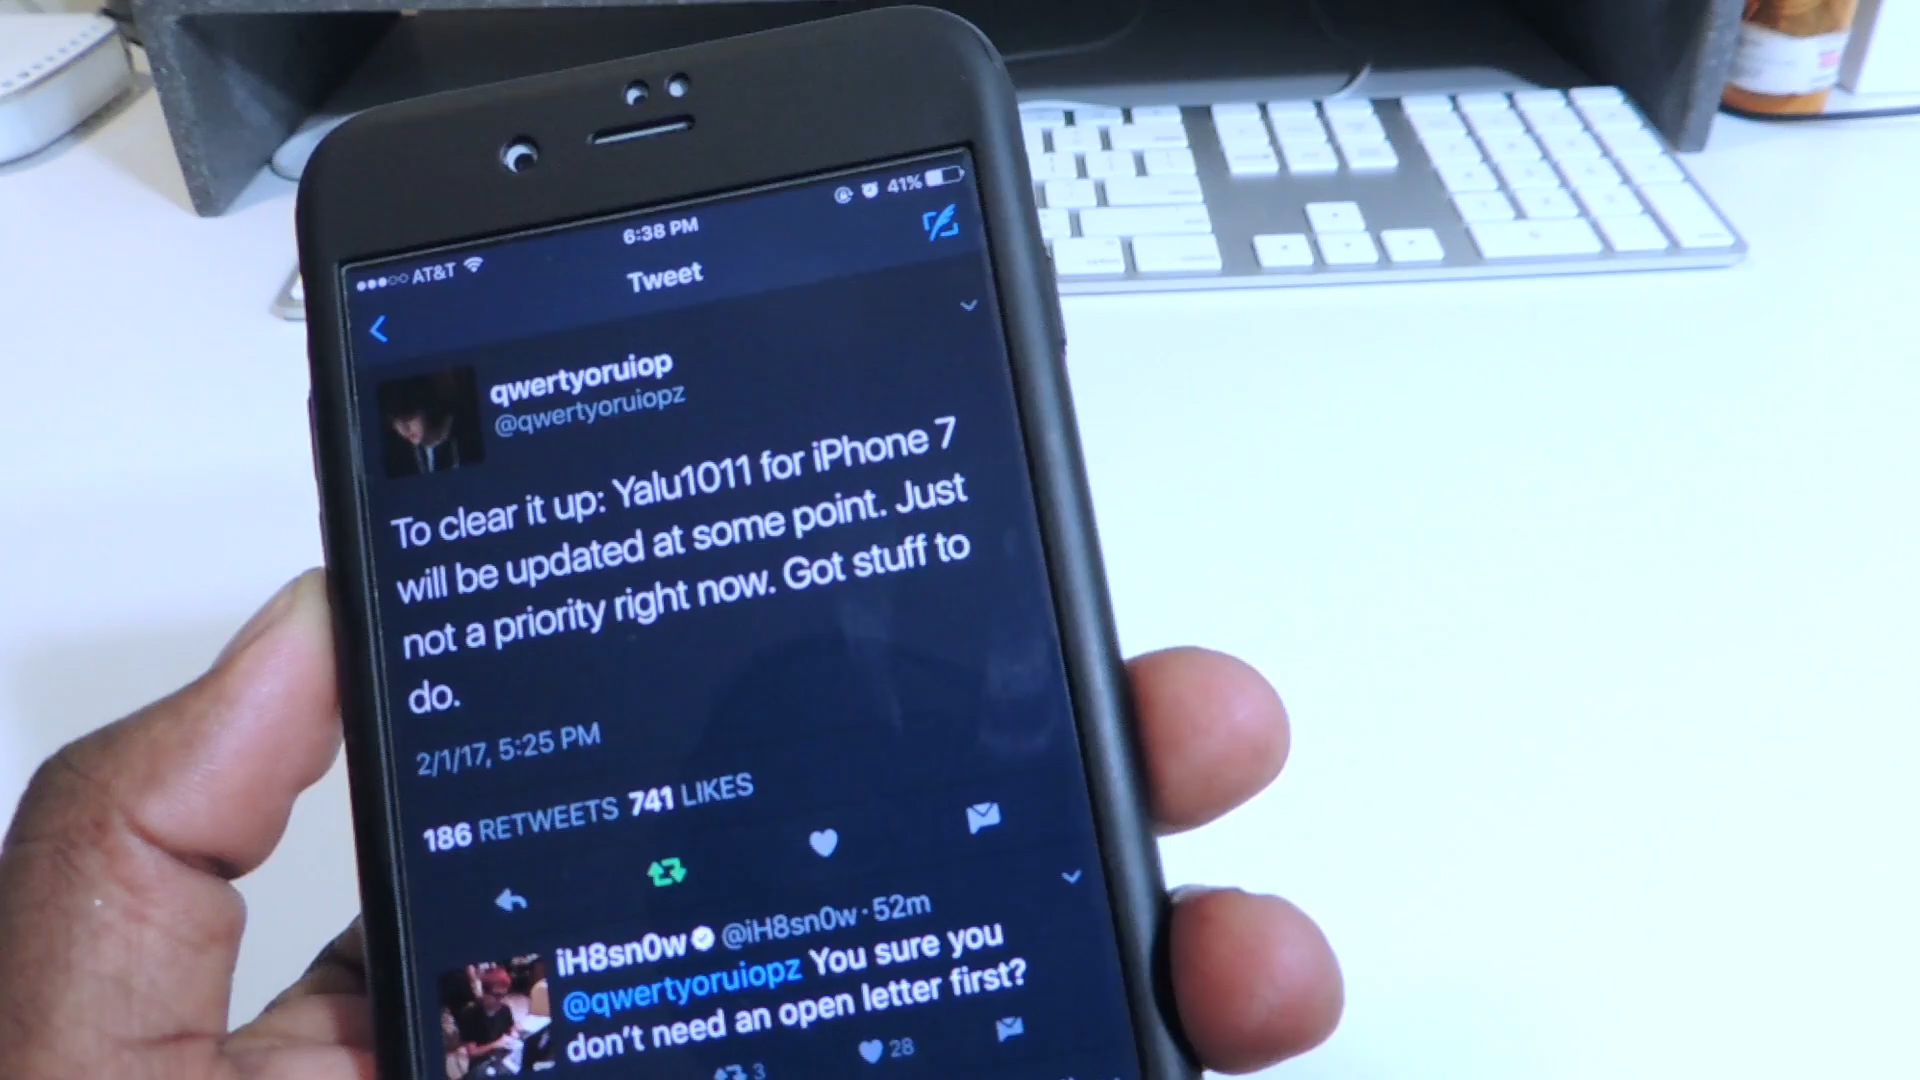 AT&T 6:38 PM 41%
Tweet
qwertyoruiop
@qwertyoruiopz
To clear it up: Yalu1011 for iPhone 7
will be updated at some point. Just
not a priority right now. Got stuff to
do.
2/1/17, 5:25 PM
186 RETWEETS 741 LIKES
iH8sn0w @iH8sn0w · 52m
@qwertyoruiopz You sure you
don't need an open letter first?
3 28